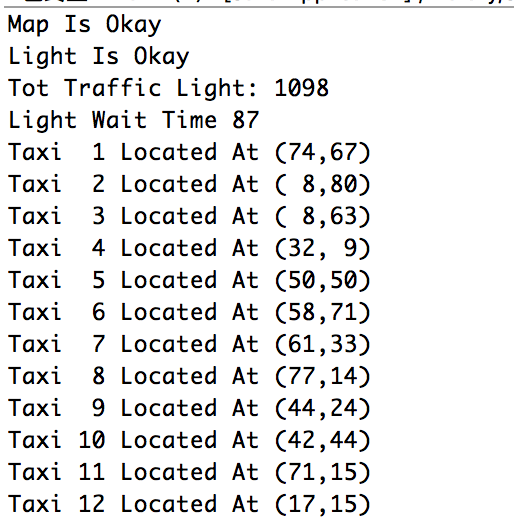 Map Is Okay
Light Is Okay
Tot Traffic Light: 1098
Light Wait Time 87
Taxi  1 Located At (74,67)
Taxi  2 Located At ( 8,80)
Taxi  3 Located At ( 8,63)
Taxi  4 Located At (32, 9)
Taxi  5 Located At (50,50)
Taxi  6 Located At (58,71)
Taxi  7 Located At (61,33)
Taxi  8 Located At (77,14)
Taxi  9 Located At (44,24)
Taxi 10 Located At (42,44)
Taxi 11 Located At (71,15)
Taxi 12 Located At (17,15)